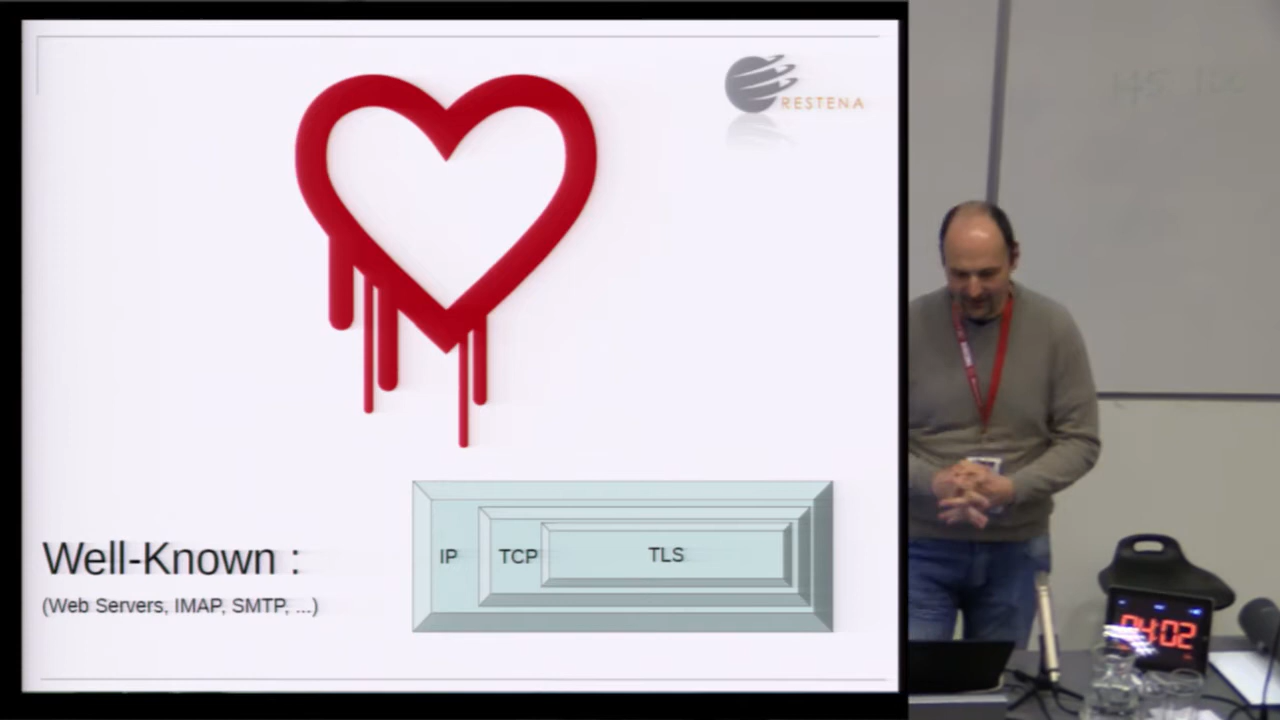 RESTENA
IP
TCP
TLS
Well-Known :
(Web Servers, IMAP, SMTP, ...)
04:02